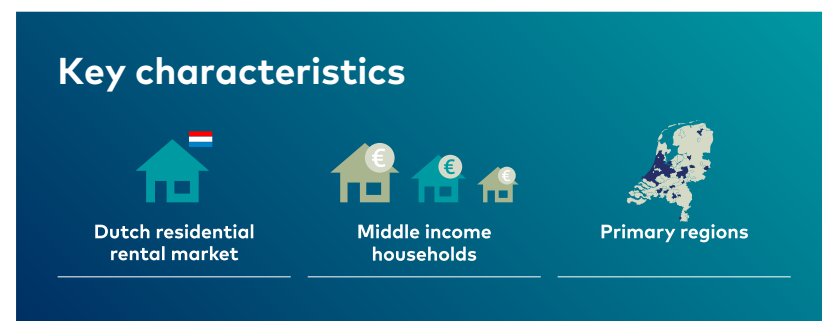 Key characteristics
€
€
€
Dutch residential
rental market
Middle income
households
Primary regions